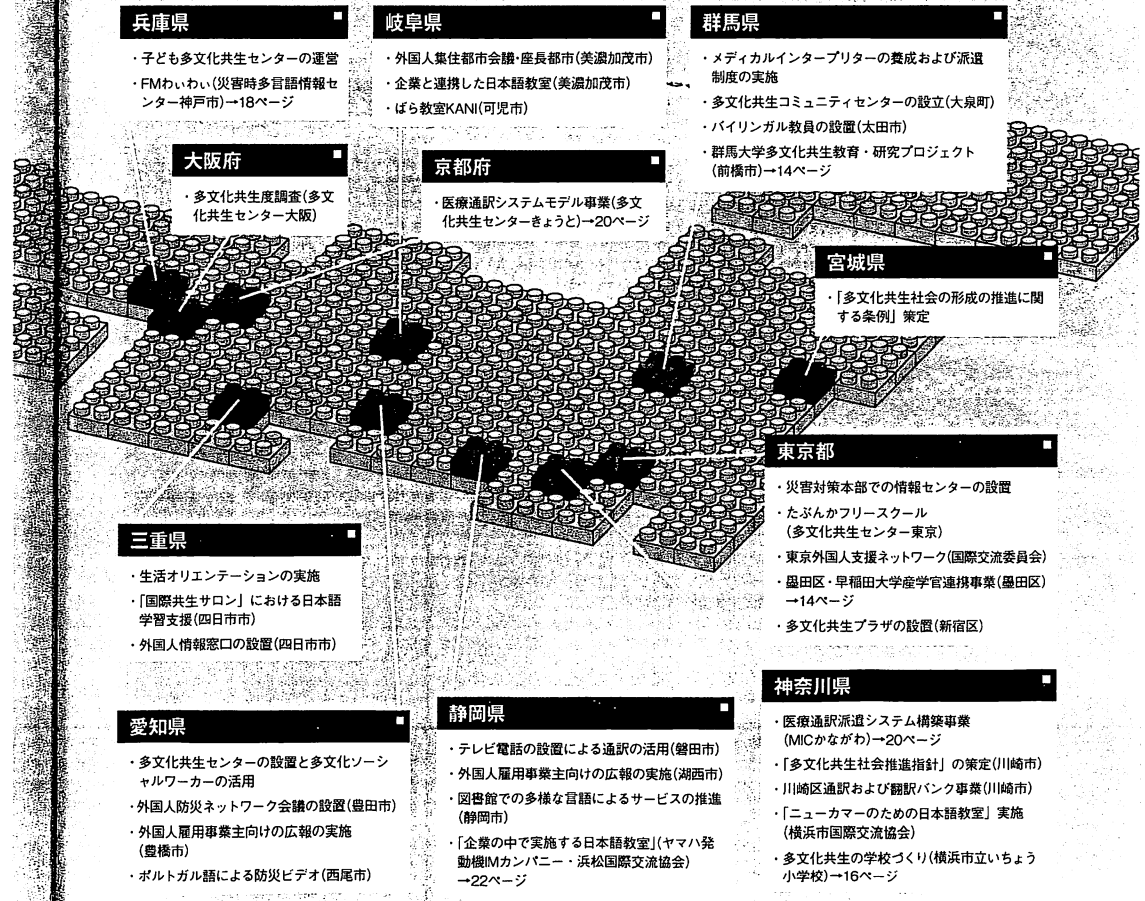 兵庫県
・子ども多文化共生センターの運営
・FMわぃわぃ(災害時多言語情報セ
ンター神戸市)→18ページ
岐阜県
・外国人集住都市会議・座長都市(美濃加茂市)
・企業と連携した日本語教室(美濃加茂市)
・ばら教室KANI(可児市)
群馬県
・メディカルインタープリターの養成および派遣
制度の実施
・多文化共生コミュニティセンターの設立(大泉町)
・バイリンガル教員の設置(太田市)
・群馬大学多文化共生教育・研究プロジェクト
(前橋市)→14ページ
大阪府
・多文化共生度調査(多文
化共生センター大阪)
京都府
・医療通訳システムモデル事業(多文
化共生センターきょうと)→20ページ
宮城県
・「多文化共生社会の形成の推進に関
する条例」策定
東京都
・災害対策本部での情報センターの設置
・たぶんかフリースクール
(多文化共生センター東京)
・東京外国人支援ネットワーク(国際交流委員会)
・墨田区・早稲田大学産学官連携事業(墨田区)
→14ページ
・多文化共生プラザの設置(新宿区)
三重県
・生活オリエンテーションの実施
・「国際共生サロン」における日本語
学習支援(四日市市)
・外国人情報窓口の設置(四日市市)
愛知県
・多文化共生センターの設置と多文化ソーシ
ャルワーカーの活用
・外国人防災ネットワーク会議の設置(豊田市)
・外国人雇用事業主向けの広報の実施
(豊橋市)
・ポルトガル語による防災ビデオ(西尾市)
静岡県
・テレビ電話の設置による通訳の活用(磐田市)
・外国人雇用事業主向けの広報の実施(湖西市)
・図書館での多様な言語によるサービスの推進
(静岡市)
・「企業の中で実施する日本語教室」(ヤマハ発
動機IMカンパニー・浜松国際交流協会)
→22ページ
神奈川県
・医療通訳派遣システム構築事業
(MICかながわ)→20ページ
・「多文化共生社会推進指針」の策定(川崎市)
・川崎区通訳および翻訳バンク事業(川崎市)
・「ニューカマーのための日本語教室」実施
(横浜市国際交流協会)
・多文化共生の学校づくり(横浜市立いちょう
小学校)→16ページ